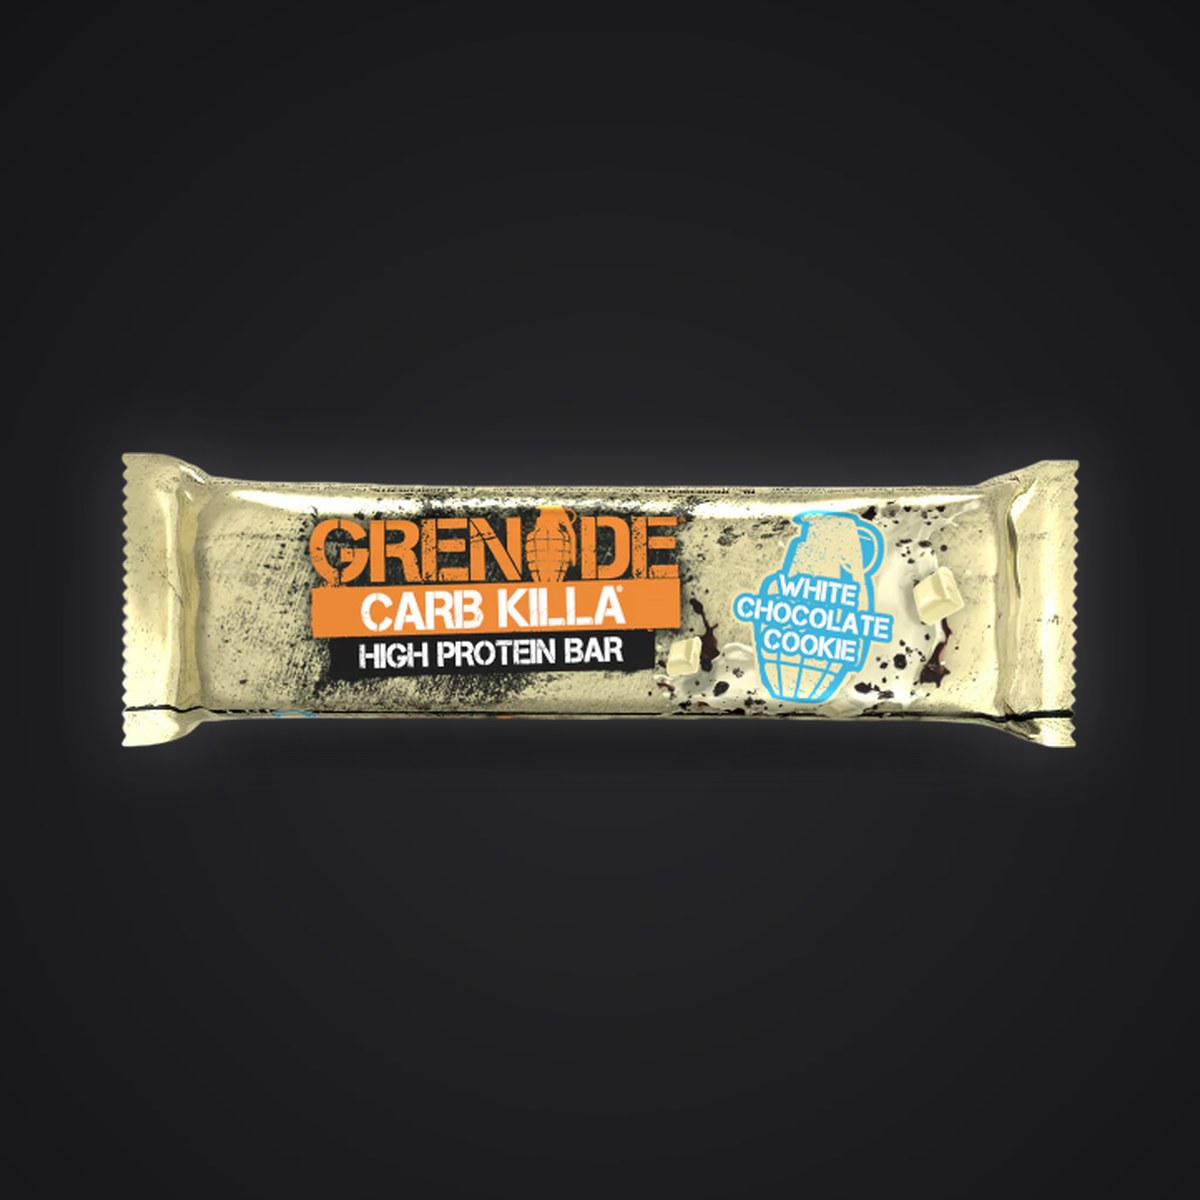 GRENADE
CARB KILLA®
HIGH PROTEIN BAR
WHITE
CHOCOLATE
COOKIE